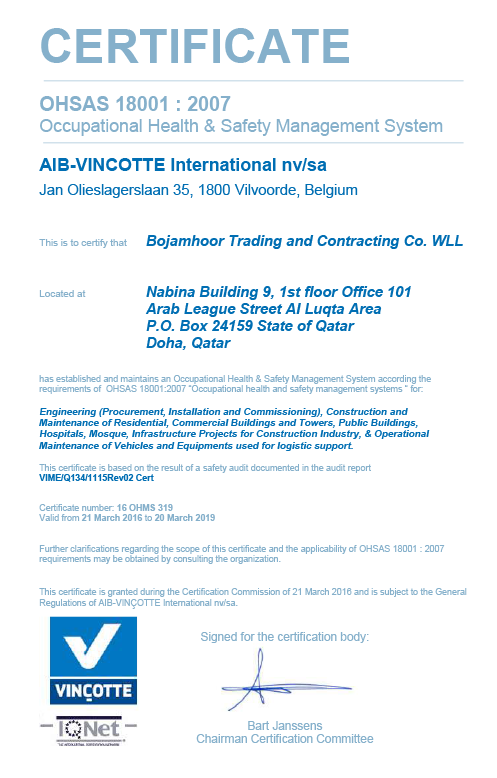 CERTIFICATE
OHSAS 18001 : 2007
Occupational Health & Safety Management System
AIB-VINCOTTE International nv/sa
Jan Olieslagerslaan 35, 1800 Vilvoorde, Belgium
This is to certify that Bojamhoor Trading and Contracting Co. WLL
Located at Nabina Building 9, 1st floor Office 101
Arab League Street Al Luqta Area
P.O. Box 24159 State of Qatar
Doha, Qatar
has established and maintains an Occupational Health & Safety Management System according the
requirements of OHSAS 18001:2007 “Occupational health and safety management systems ” for:
Engineering (Procurement, Installation and Commissioning), Construction and
Maintenance of Residential, Commercial Buildings and Towers, Public Buildings,
Hospitals, Mosque, Infrastructure Projects for Construction Industry, & Operational
Maintenance of Vehicles and Equipments used for logistic support.
This certificate is based on the result of a safety audit documented in the audit report
VIME/Q134/1115Rev02 Cert
Certificate number: 16 OHMS 319
Valid from 21 March 2016 to 20 March 2019
Further clarifications regarding the scope of this certificate and the applicability of OHSAS 18001 : 2007
requirements may be obtained by consulting the organization.
This certificate is granted during the Certification Commission of 21 March 2016 and is subject to the General
Regulations of AIB-VINÇOTTE International nv/sa.
Signed for the certification body:
VINÇOTTE
IQNet
THE INTERNATIONAL CERTIFICATION NETWORK
Bart Janssens
Chairman Certification Committee